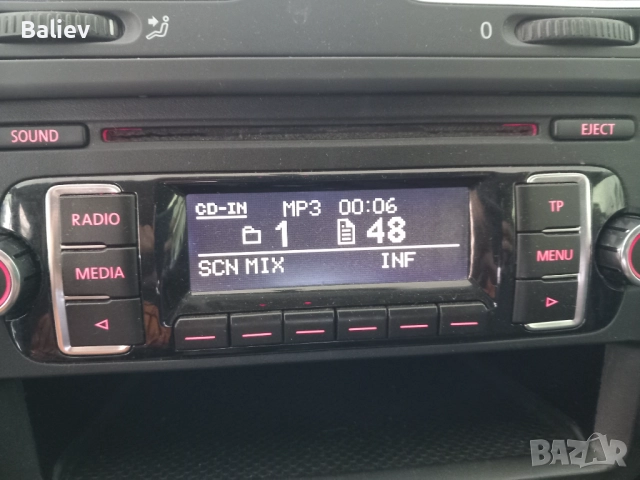 Baliev
0
SOUND
EJECT
RADIO
MEDIA
CD-IN MP3 00:06
1 48
SCN MIX INF
TP
MENU
BAZAR